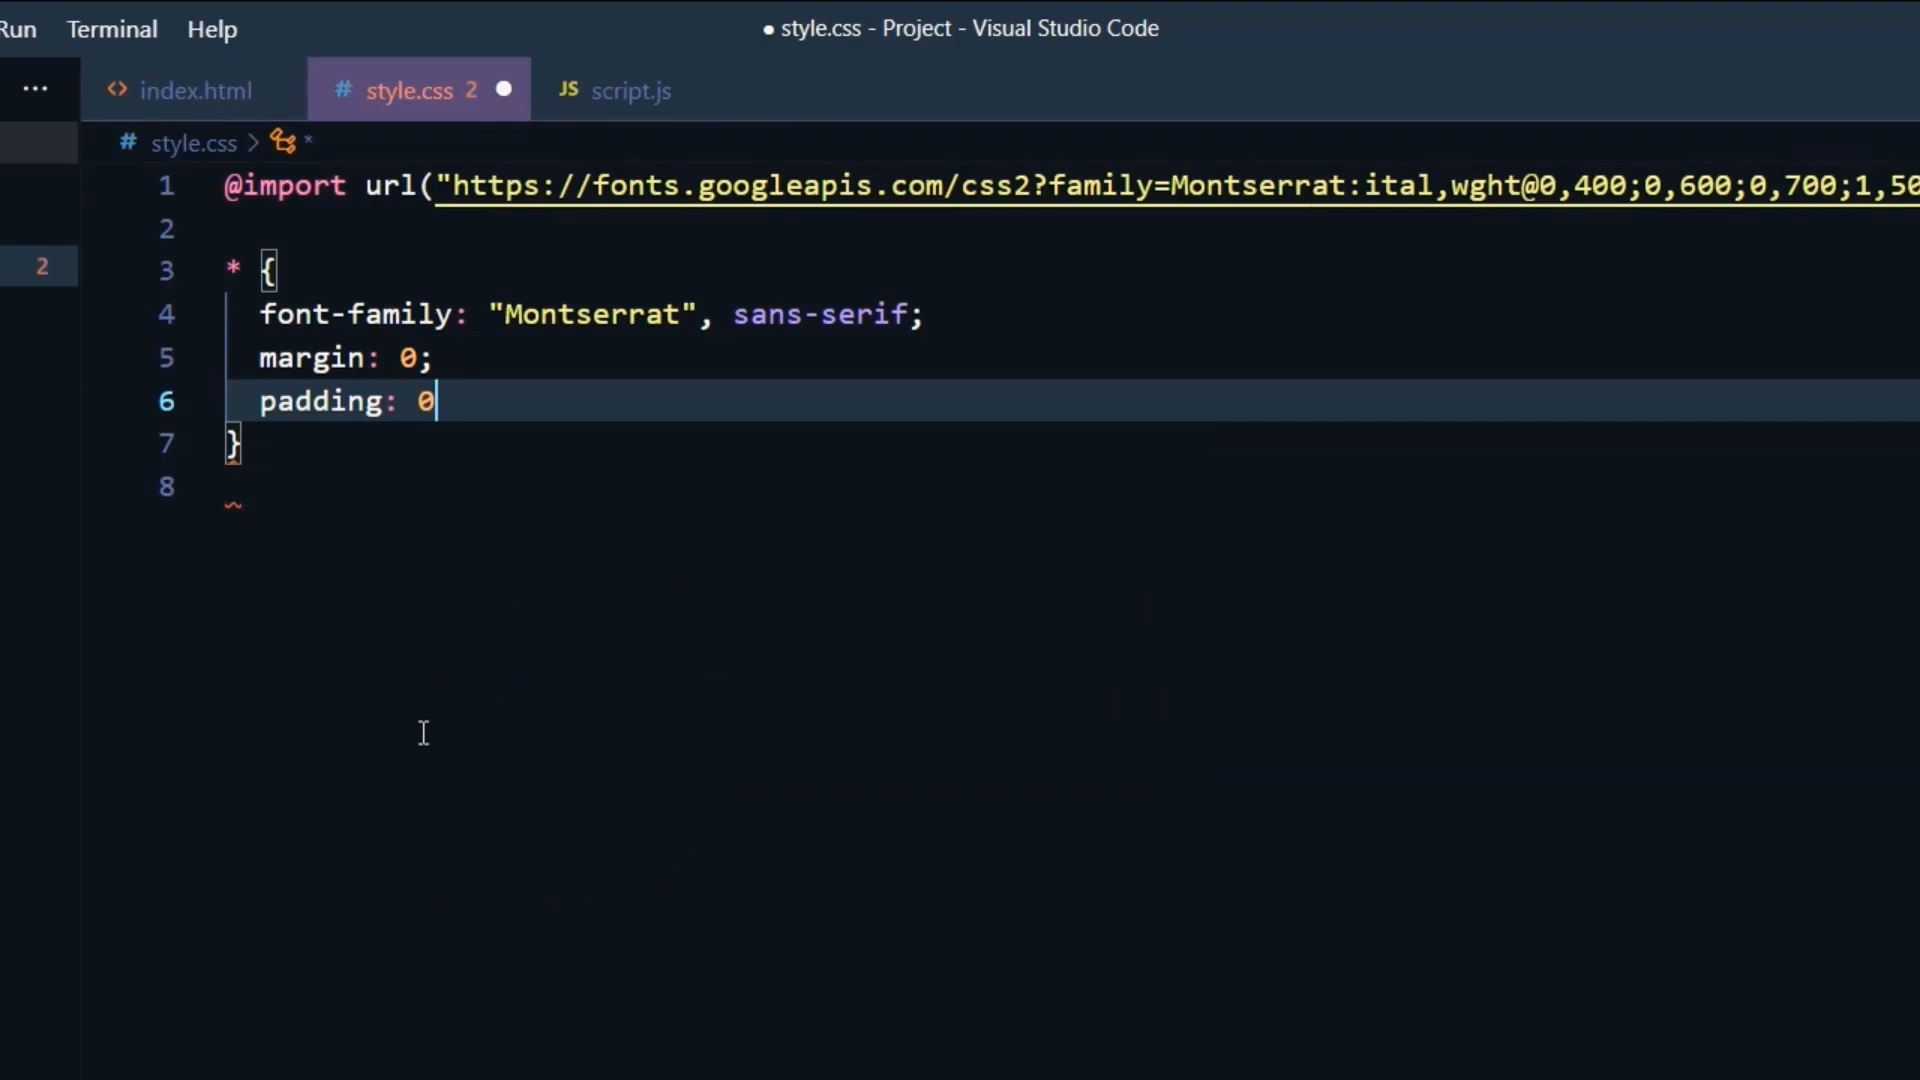 Run Terminal Help
● style.css - Project - Visual Studio Code
... <> index.html # style.css 2 ● JS script.js
# style.css > *
1 @import url("https://fonts.googleapis.com/css2?family=Montserrat:ital,wght@0,400;0,600;0,700;1,50
2
3 * {
4 font-family: "Montserrat", sans-serif;
5 margin: 0;
6 padding: 0
7 }
8
2